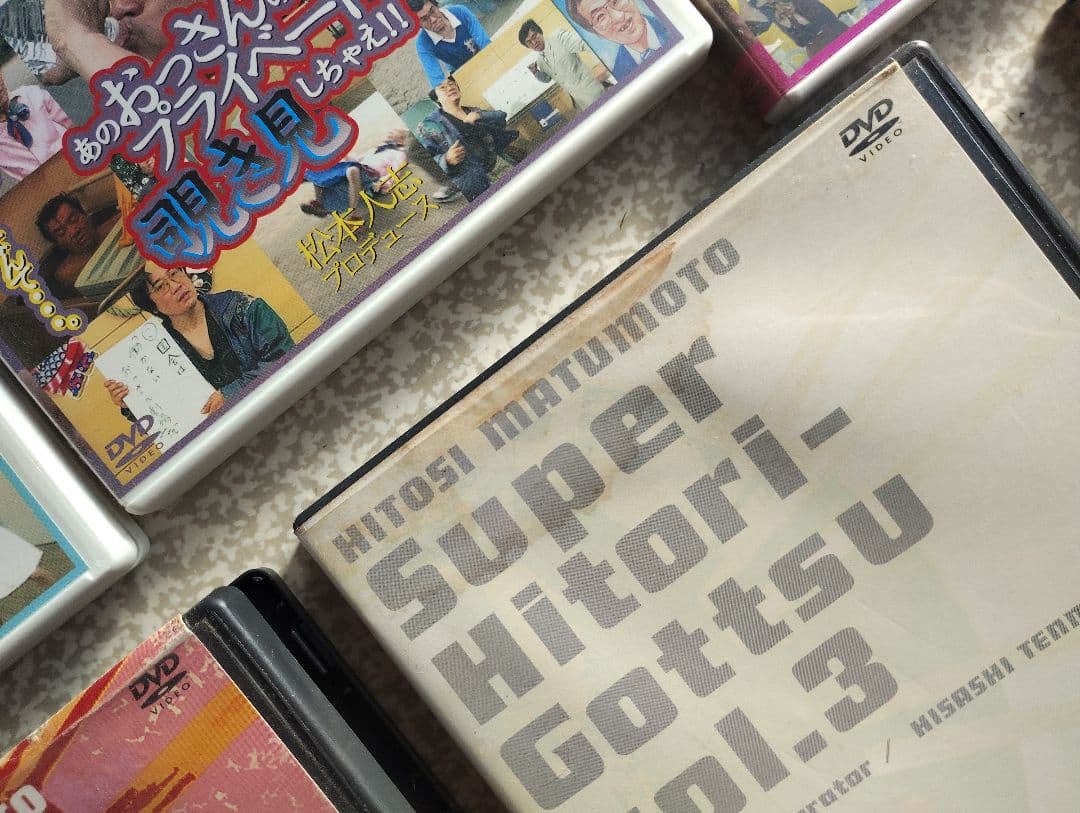 あのおっさんの
プライベート
覗き見しちゃえ!!
松本人志
プロデュース
DVD
VIDEO
DVD
VIDEO
HITOSI MATUMOTO
Super
Hitori-
Gottsu
Vol.3
/ HISASHI
DVD
VIDEO